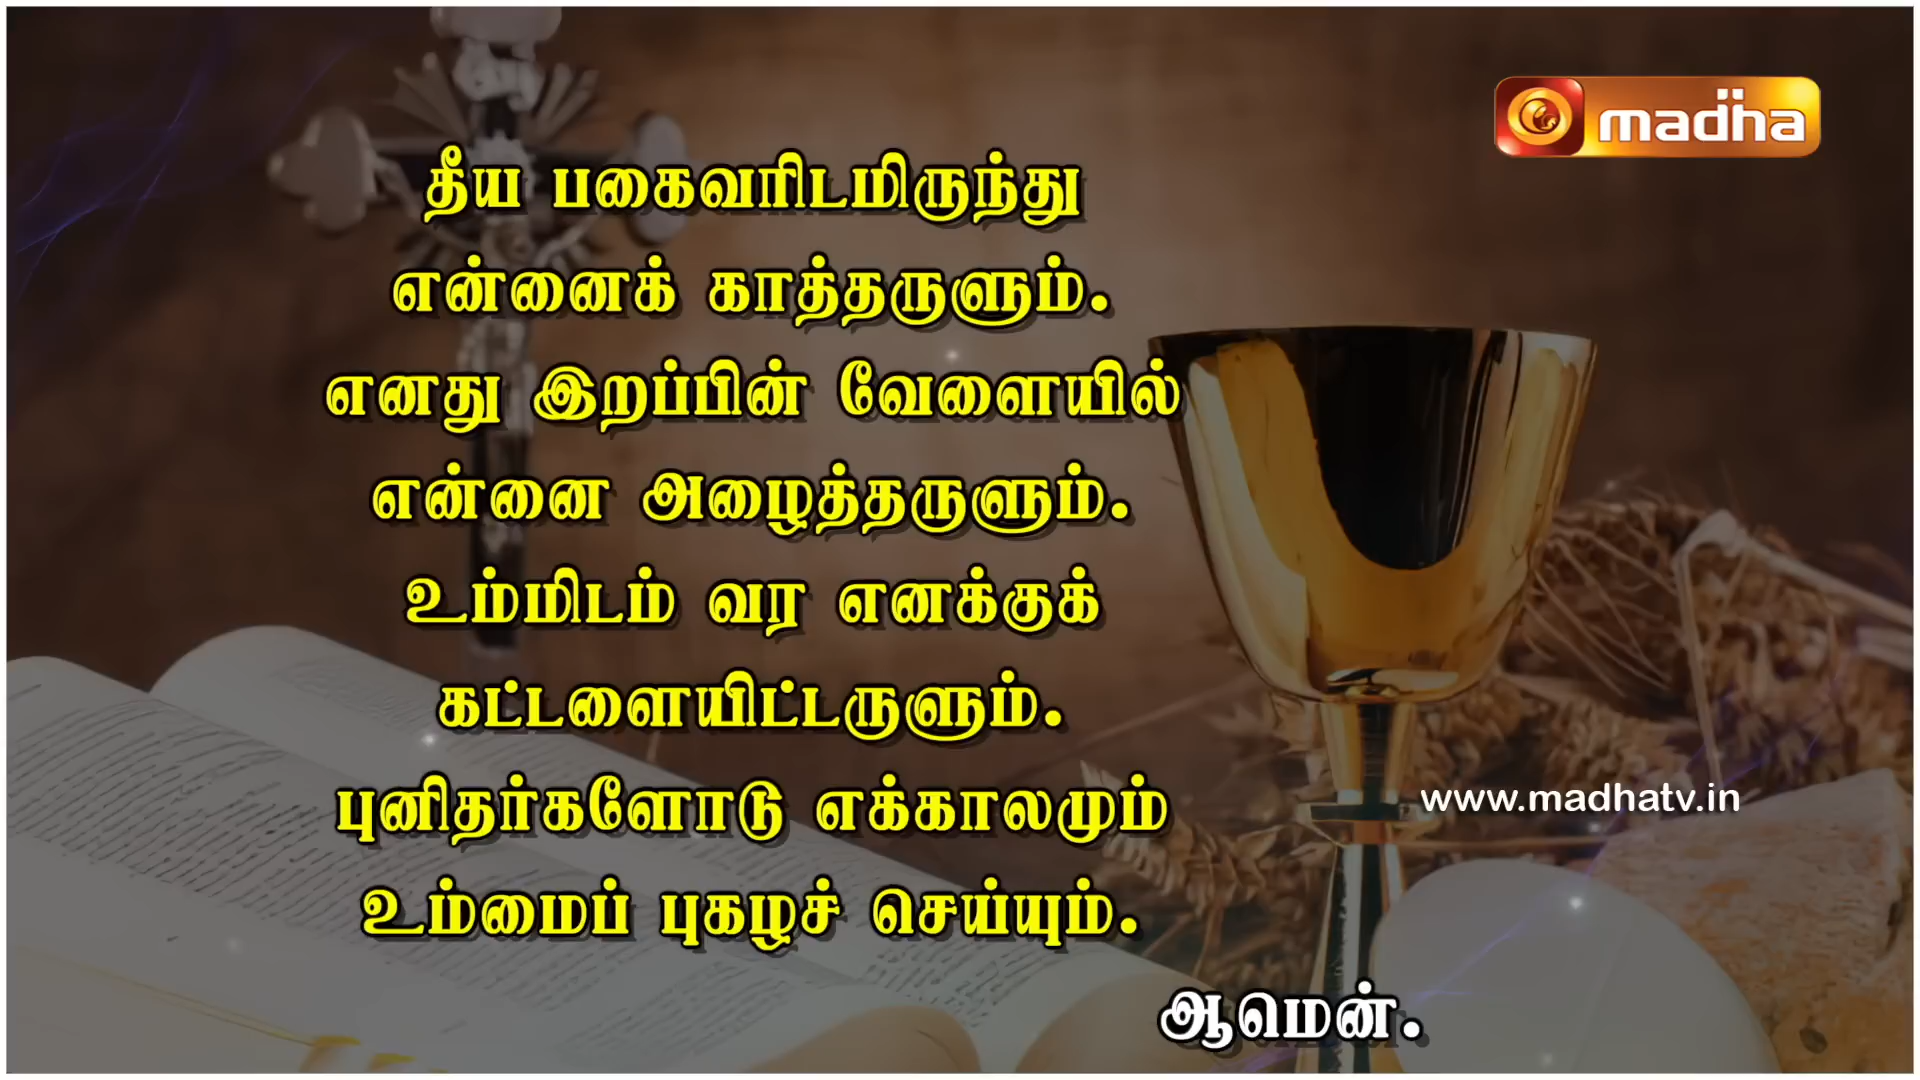 madha
தீய பகைவரிடமிருந்து
என்னைக் காத்தருளும்.
எனது இறப்பின் வேளையில்
என்னை அழைத்தருளும்.
உம்மிடம் வர எனக்குக்
கட்டளையிட்டருளும்.
புனிதர்களோடு எக்காலமும்
www.madhatv.in
உம்மைப் புகழச் செய்யும்.
ஆமென்.